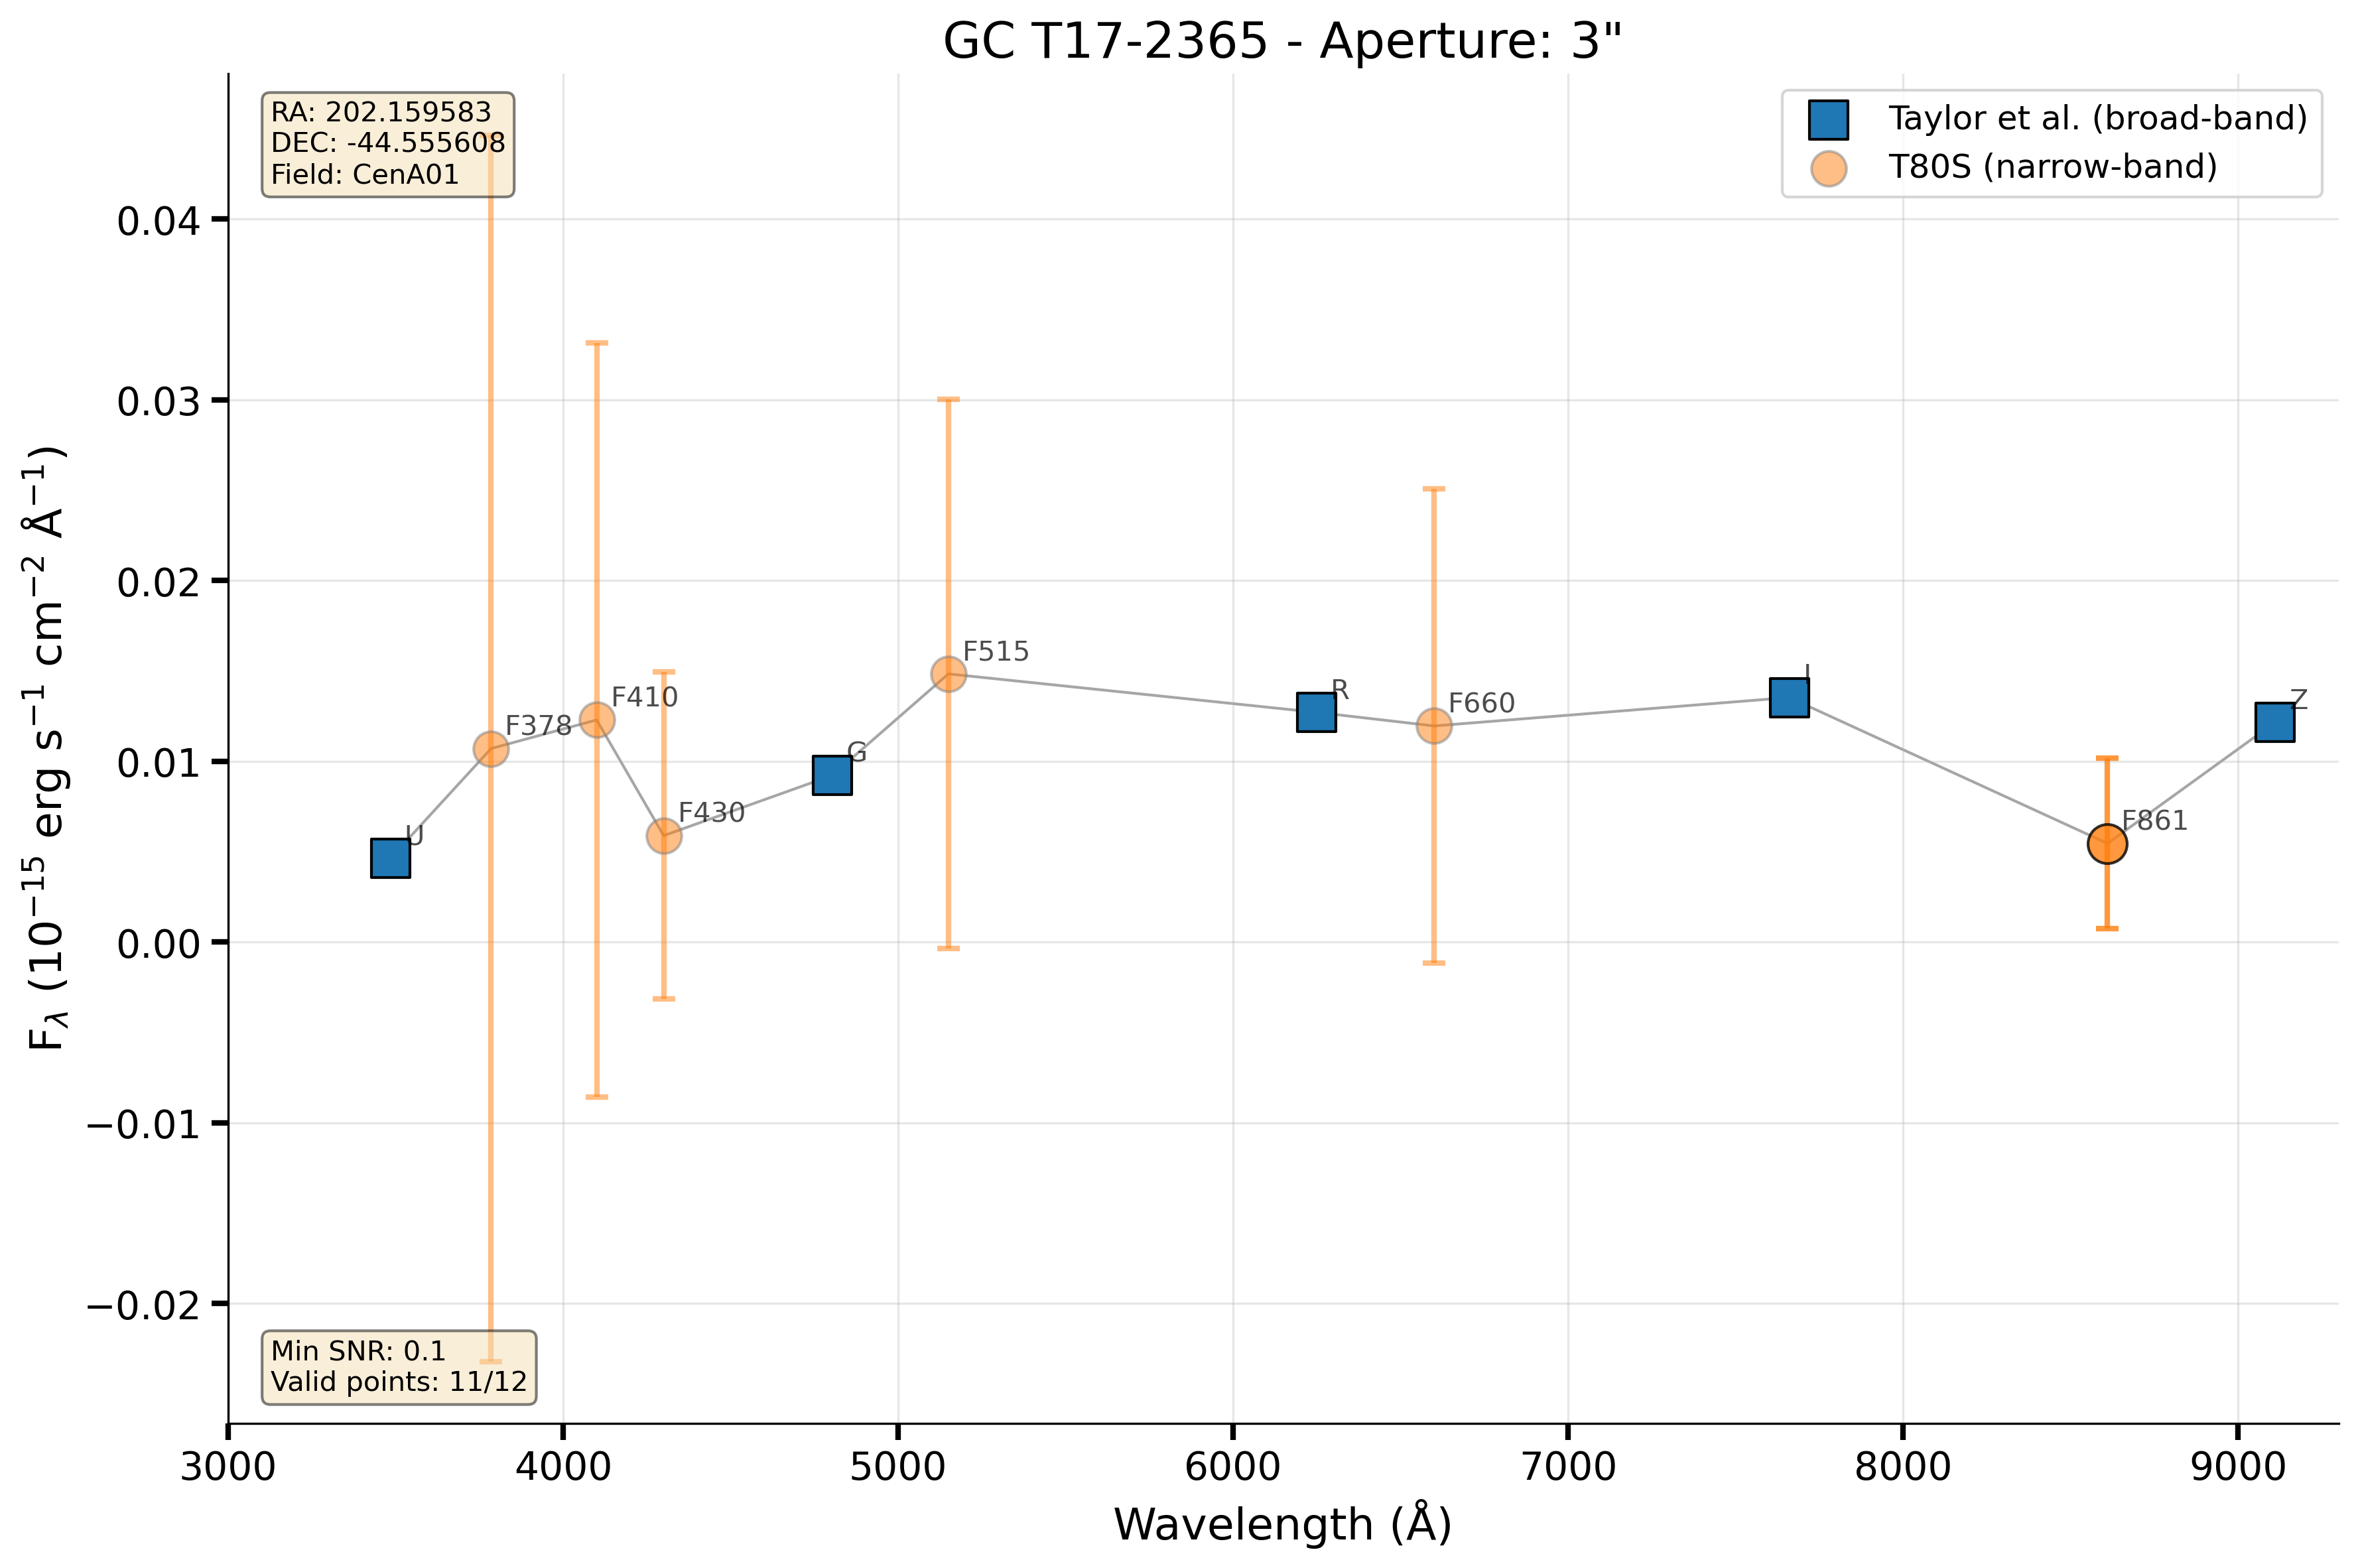 GC T17-2365 - Aperture: 3"
RA: 202.159583
DEC: -44.555608
Field: CenA01
Taylor et al. (broad-band)
T80S (narrow-band)
F_λ (10⁻¹⁵ erg s⁻¹ cm⁻² Å⁻¹)
0.04
0.03
0.02
0.01
0.00
−0.01
−0.02
U
F378
F410
F430
G
F515
R
F660
I
F861
Z
Min SNR: 0.1
Valid points: 11/12
3000
4000
5000
6000
7000
8000
9000
Wavelength (Å)